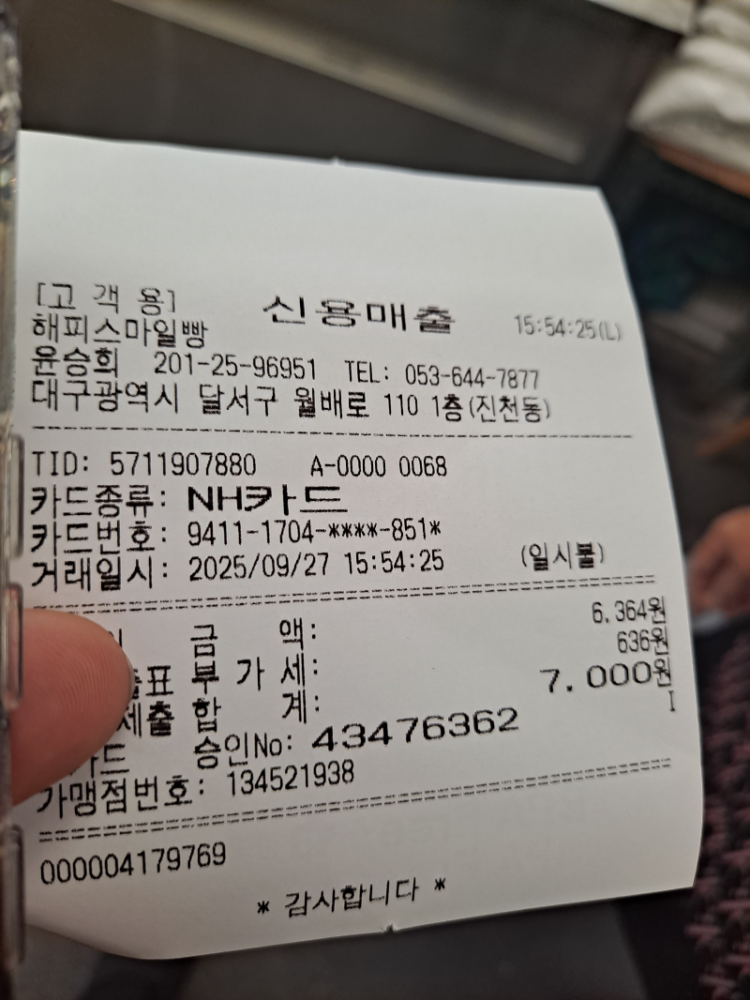 [고 객 용] 신용매출 15:54:25(L)
해피스마일빵
윤승희 201-25-96951 TEL: 053-644-7877
대구광역시 달서구 월배로 110 1층(진천동)
TID: 5711907880 A-0000 0068
카드종류: NH카드
카드번호: 9411-1704-****-851*
거래일시: 2025/09/27 15:54:25 (일시불)
금 액: 6,364원
표 부 가 세: 636원
세출 합 계: 7,000원
승인No: 43476362
가맹점번호: 134521938
000004179769
* 감사합니다 *